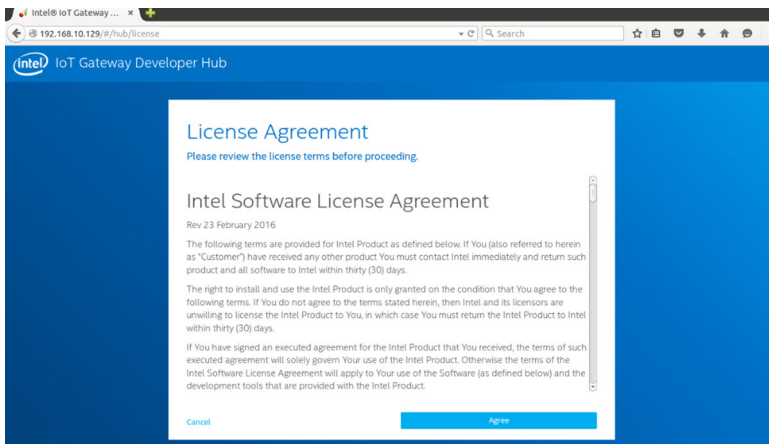 Intel® IoT Gateway ...
192.168.10.129/#/hub/license
Search
intel IoT Gateway Developer Hub
License Agreement
Please review the license terms before proceeding.
Intel Software License Agreement
Rev 23 February 2016
The following terms are provided for Intel Product as defined below. If You (also referred to herein
as "Customer") have received any other product You must contact Intel immediately and return such
product and all software to Intel within thirty (30) days.
The right to install and use the Intel Product is only granted on the condition that You agree to the
following terms. If You do not agree to the terms stated herein, then Intel and its licensors are
unwilling to license the Intel Product to You, in which case You must return the Intel Product to Intel
within thirty (30) days.
If You have signed an executed agreement for the Intel Product that You received, the terms of such
executed agreement will solely govern Your use of the Intel Product. Otherwise the terms of the
Intel Software License Agreement will apply to Your use of the Software (as defined below) and the
development tools that are provided with the Intel Product.
Cancel
Agree